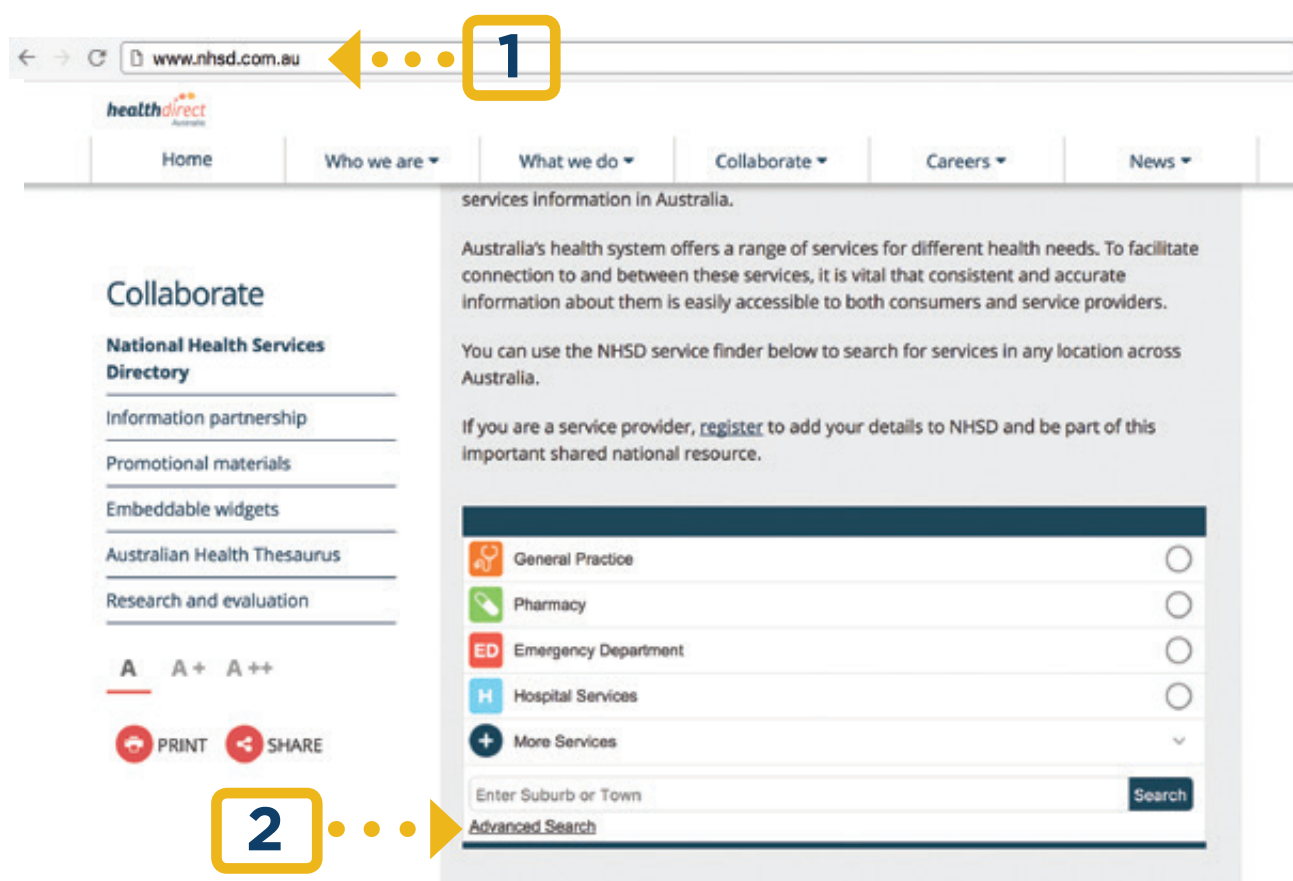 1
www.nhsd.com.au
healthdirect
Australia
Home Who we are What we do Collaborate Careers News
services information in Australia.
Australia's health system offers a range of services for different health needs. To facilitate
connection to and between these services, it is vital that consistent and accurate
information about them is easily accessible to both consumers and service providers.
You can use the NHSD service finder below to search for services in any location across
Australia.
If you are a service provider, register to add your details to NHSD and be part of this
important shared national resource.
Collaborate
National Health Services
Directory
Information partnership
Promotional materials
Embeddable widgets
Australian Health Thesaurus
Research and evaluation
A A+ A++
PRINT SHARE
General Practice
Pharmacy
ED Emergency Department
H Hospital Services
+ More Services
Enter Suburb or Town Search
2
Advanced Search